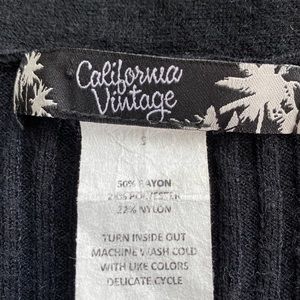 California
Vintage
S
50% RAYON
28% POLYESTER
22% NYLON
TURN INSIDE OUT
MACHINE WASH COLD
WITH LIKE COLORS
DELICATE CYCLE